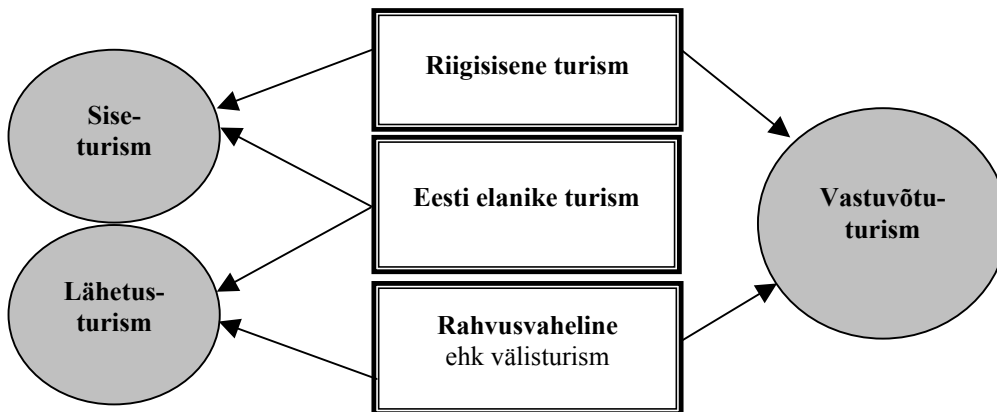 Sise-
turism
Lähetus-
turism
Riigisisene turism
Eesti elanike turism
Rahvusvaheline
ehk välisturism
Vastuvõtu-
turism